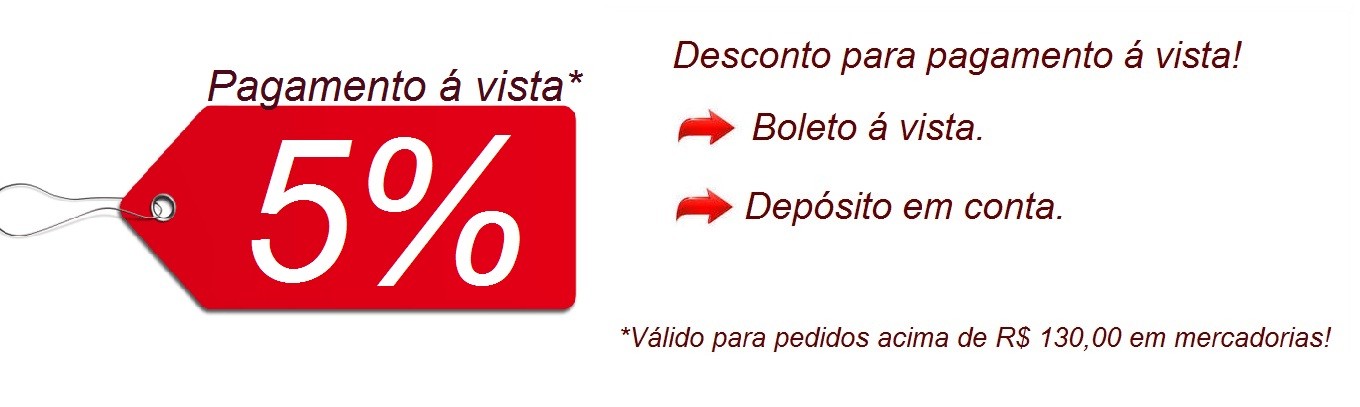 Pagamento á vista*
5%
Desconto para pagamento á vista!
Boleto á vista.
Depósito em conta.
*Válido para pedidos acima de R$ 130,00 em mercadorias!